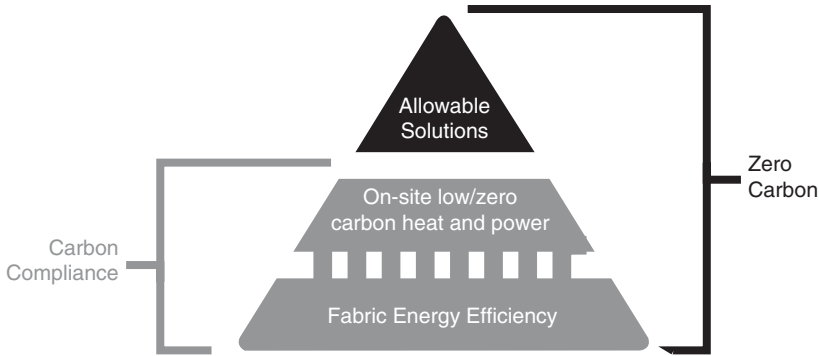 Allowable
Solutions
Zero
Carbon
On-site low/zero
carbon heat and power
Carbon
Compliance
Fabric Energy Efficiency